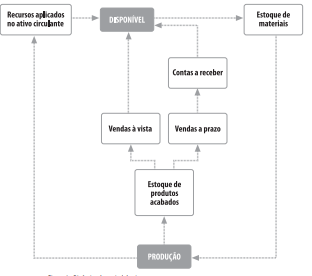 Recursos aplicados
no ativo circulante
DISPONÍVEL
Estoque de
materiais
Contas a receber
Vendas à vista
Vendas a prazo
Estoque de
produtos
acabados
PRODUÇÃO